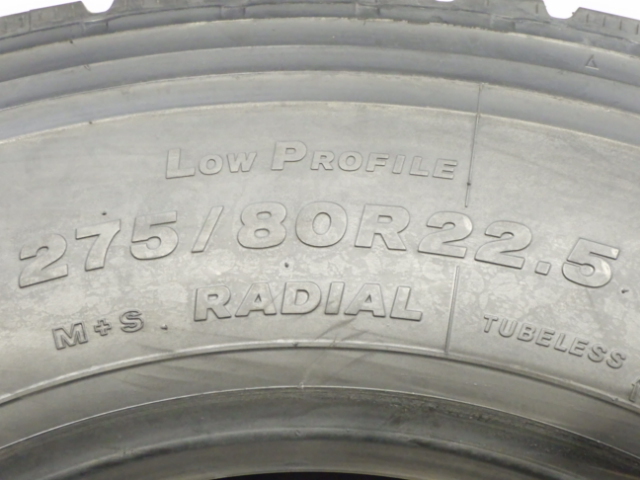 LOW PROFILE
275/80R22.5
M+S RADIAL TUBELESS